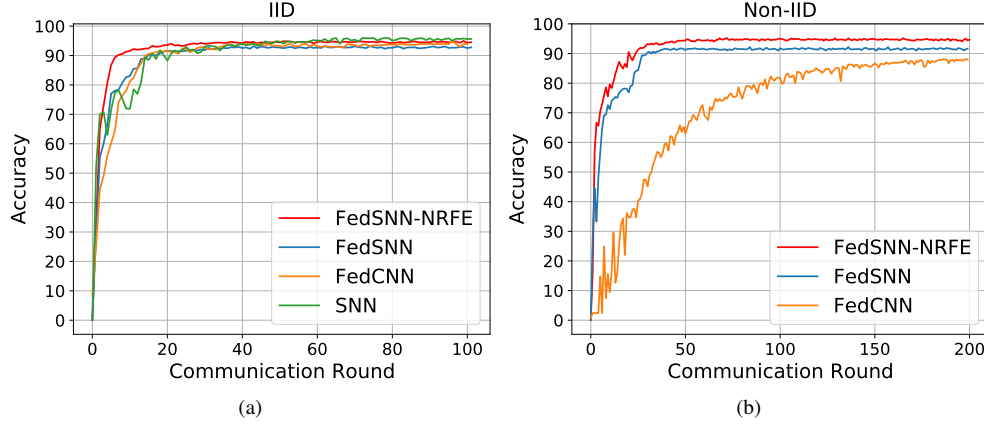 IID
Accuracy
100
90
80
70
60
50
40
30
20
10
0
FedSNN-NRFE
FedSNN
FedCNN
SNN
0 20 40 60 80 100
Communication Round
(a)
Non-IID
Accuracy
100
90
80
70
60
50
40
30
20
10
0
FedSNN-NRFE
FedSNN
FedCNN
0 50 100 150 200
Communication Round
(b)